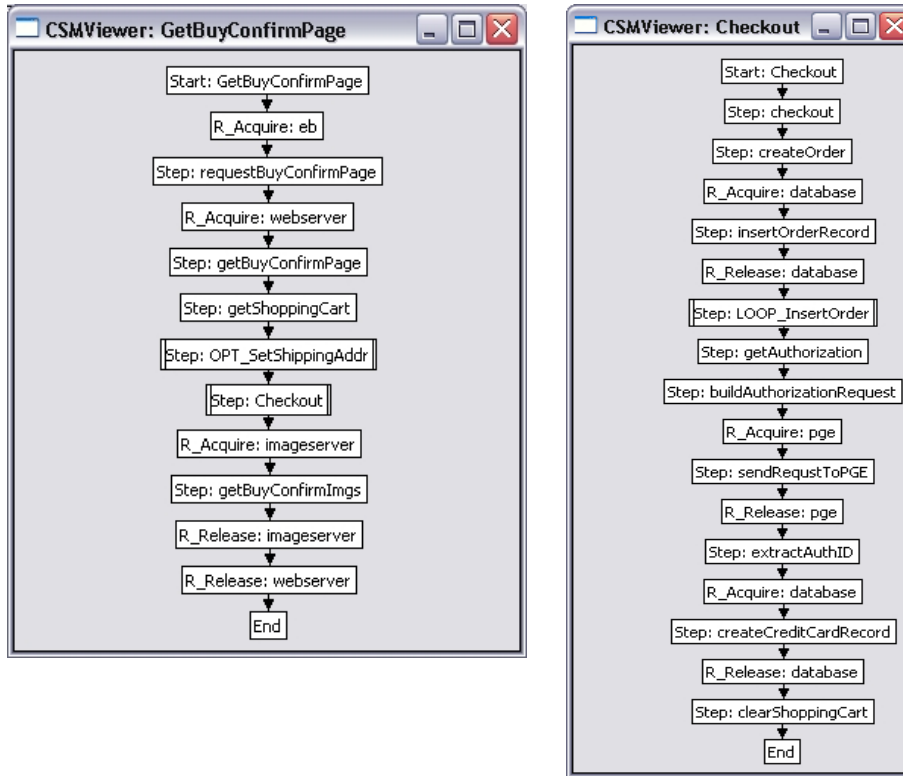 CSMViewer: GetBuyConfirmPage
Start: GetBuyConfirmPage
R_Acquire: eb
Step: requestBuyConfirmPage
R_Acquire: webserver
Step: getBuyConfirmPage
Step: getShoppingCart
Step: OPT_SetShippingAddr
Step: Checkout
R_Acquire: imageserver
Step: getBuyConfirmImgs
R_Release: imageserver
R_Release: webserver
End
CSMViewer: Checkout
Start: Checkout
Step: checkout
Step: createOrder
R_Acquire: database
Step: insertOrderRecord
R_Release: database
Step: LOOP_InsertOrder
Step: getAuthorization
Step: buildAuthorizationRequest
R_Acquire: pge
Step: sendRequstToPGE
R_Release: pge
Step: extractAuthID
R_Acquire: database
Step: createCreditCardRecord
R_Release: database
Step: clearShoppingCart
End